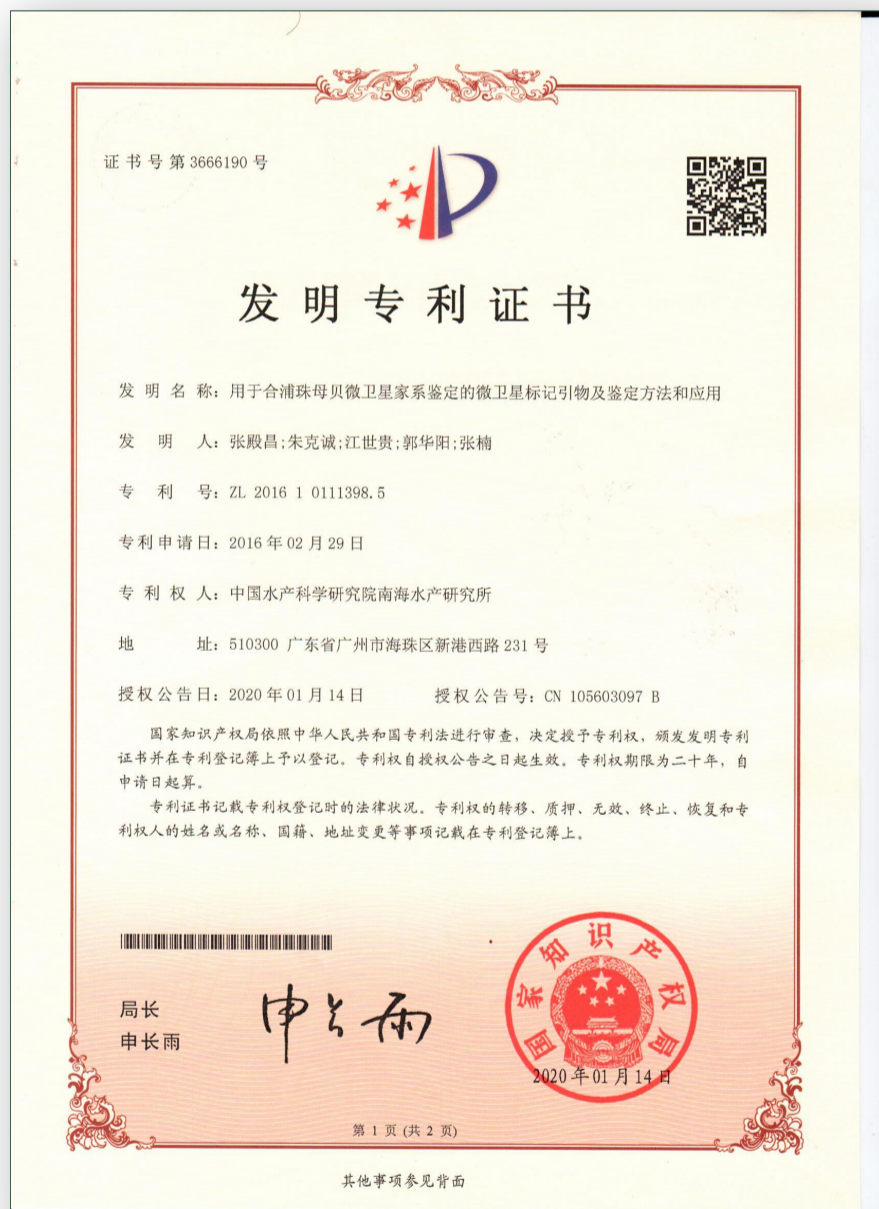 证书号第3666190号
发明专利证书
发明名称：用于合浦珠母贝微卫星家系鉴定的微卫星标记引物及鉴定方法和应用
发明人：张殿昌;朱克诚;江世贵;郭华阳;张楠
专利号：ZL 2016 1 0111398.5
专利申请日：2016年02月29日
专利权人：中国水产科学研究院南海水产研究所
地址：510300 广东省广州市海珠区新港西路231号
授权公告日：2020年01月14日 授权公告号：CN 105603097 B
国家知识产权局依照中华人民共和国专利法进行审查，决定授予专利权，颁发发明专利
证书并在专利登记簿上予以登记。专利权自授权公告之日起生效。专利权期限为二十年，自
申请日起算。
专利证书记载专利权登记时的法律状况。专利权的转移、质押、无效、终止、恢复和专
利权人的姓名或名称、国籍、地址变更等事项记载在专利登记簿上。
局长
申长雨
申长雨
国家知识产权局
2020年01月14日
第 1 页 (共 2 页)
其他事项参见背面